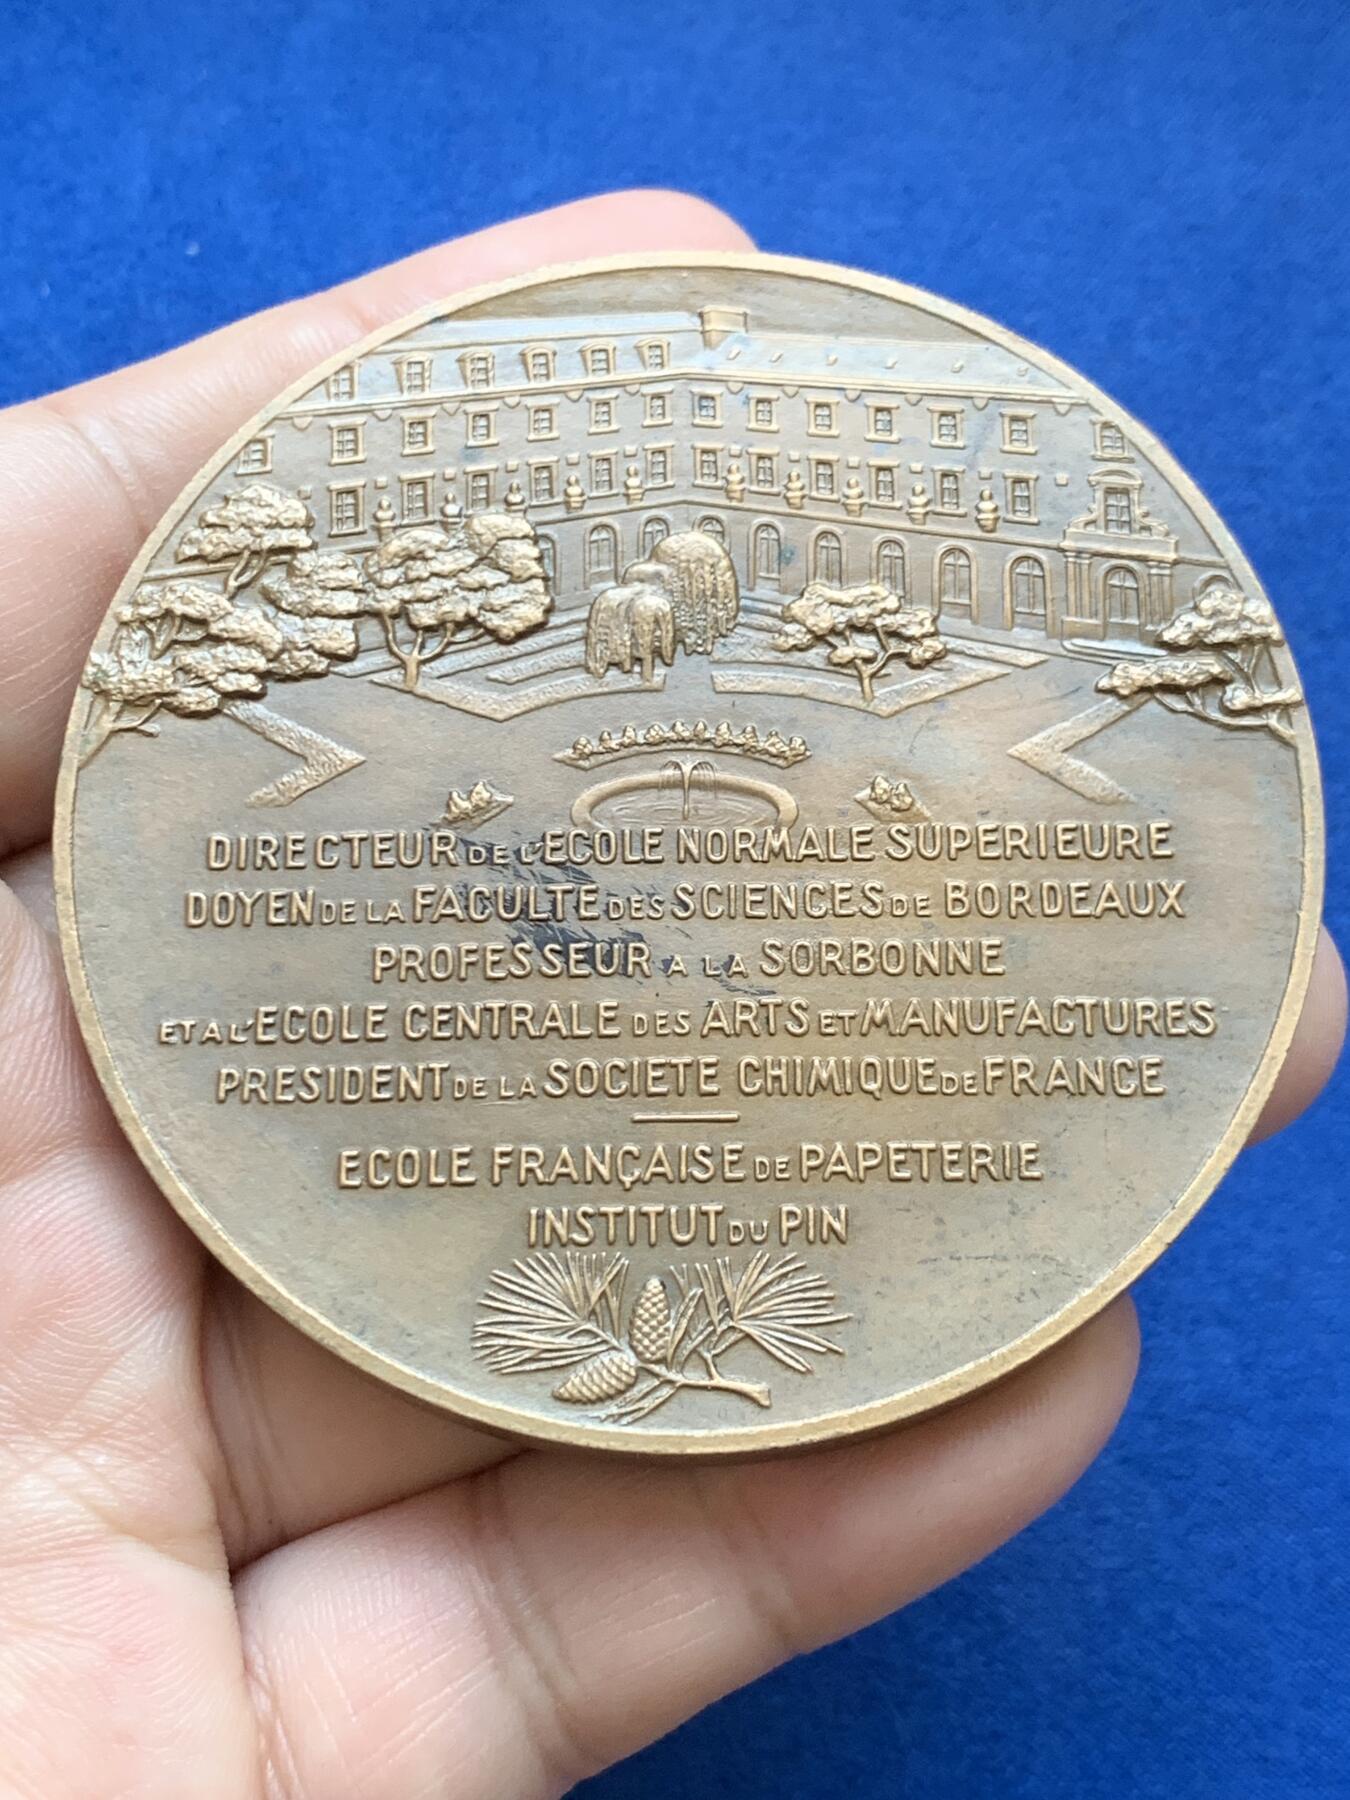 DIRECTEUR DE L'ECOLE NORMALE SUPERIEURE
DOYEN DE LA FACULTE DES SCIENCES DE BORDEAUX
PROFESSEUR A LA SORBONNE
ET A L'ECOLE CENTRALE DES ARTS ET MANUFACTURES
PRESIDENT DE LA SOCIETE CHIMIQUE DE FRANCE
ECOLE FRANÇAISE DE PAPETERIE
INSTITUT DU PIN